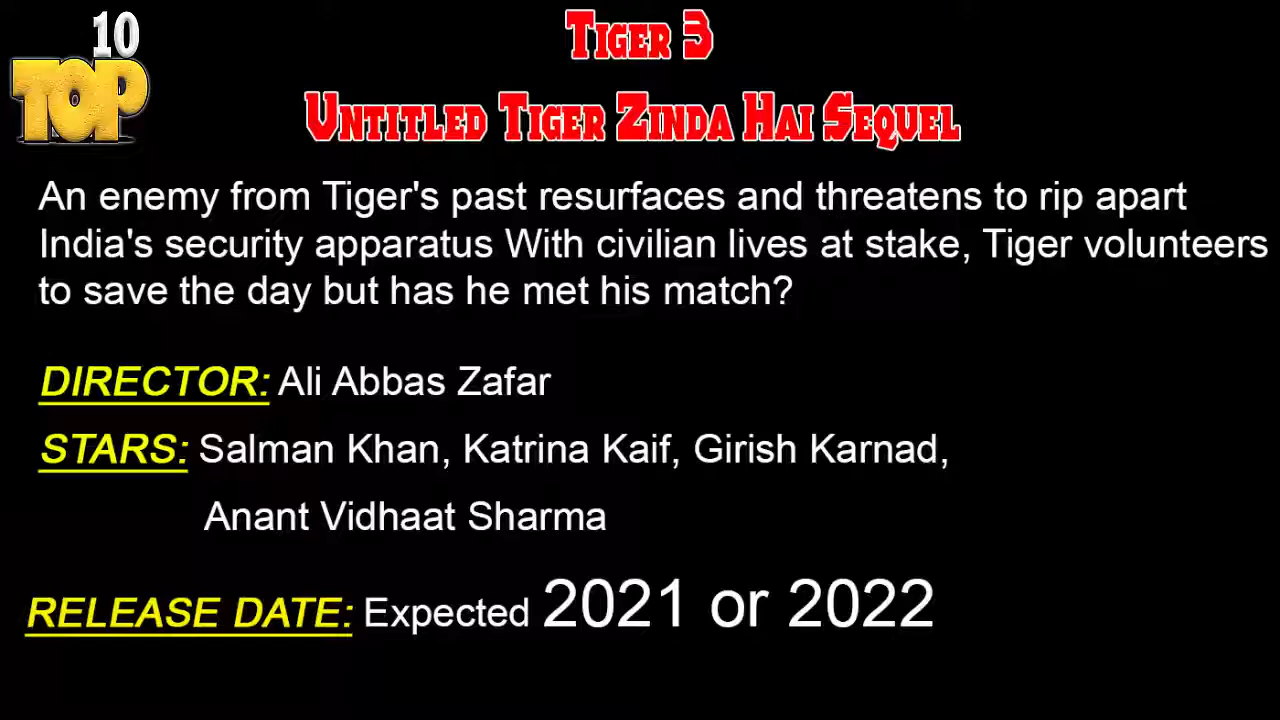 10
TOP
Tiger 3
Untitled Tiger Zinda Hai Sequel
An enemy from Tiger's past resurfaces and threatens to rip apart
India's security apparatus With civilian lives at stake, Tiger volunteers
to save the day but has he met his match?
DIRECTOR: Ali Abbas Zafar
STARS: Salman Khan, Katrina Kaif, Girish Karnad,
Anant Vidhaat Sharma
RELEASE DATE: Expected 2021 or 2022